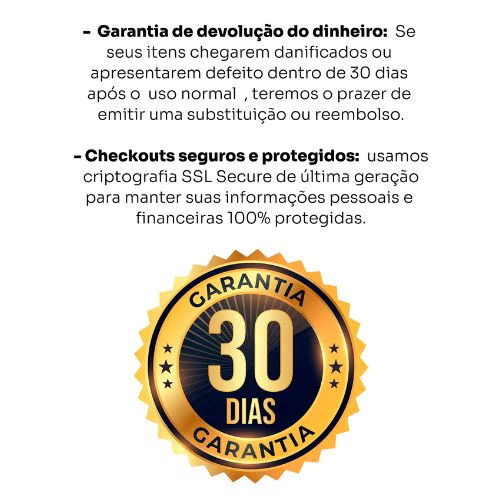 - Garantia de devolução do dinheiro: Se
seus itens chegarem danificados ou
apresentarem defeito dentro de 30 dias
após o uso normal , teremos o prazer de
emitir uma substituição ou reembolso.
- Checkouts seguros e protegidos: usamos
criptografia SSL Secure de última geração
para manter suas informações pessoais e
financeiras 100% protegidas.
GARANTIA
30
DIAS
GARANTIA